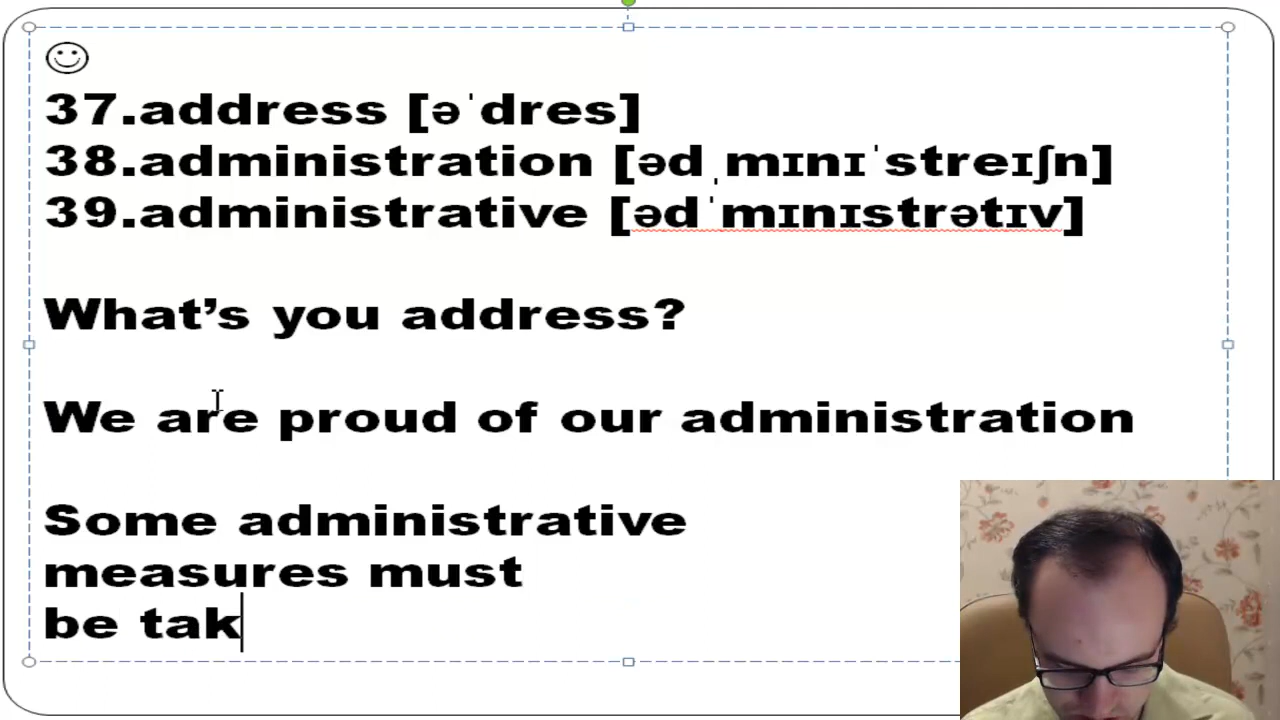 37.address [əˈdres]
38.administration [ədˌmɪnɪˈstreɪʃn]
39.administrative [ədˈmɪnɪstrətɪv]
What’s you address?
We are proud of our administration
Some administrative
measures must
be tak